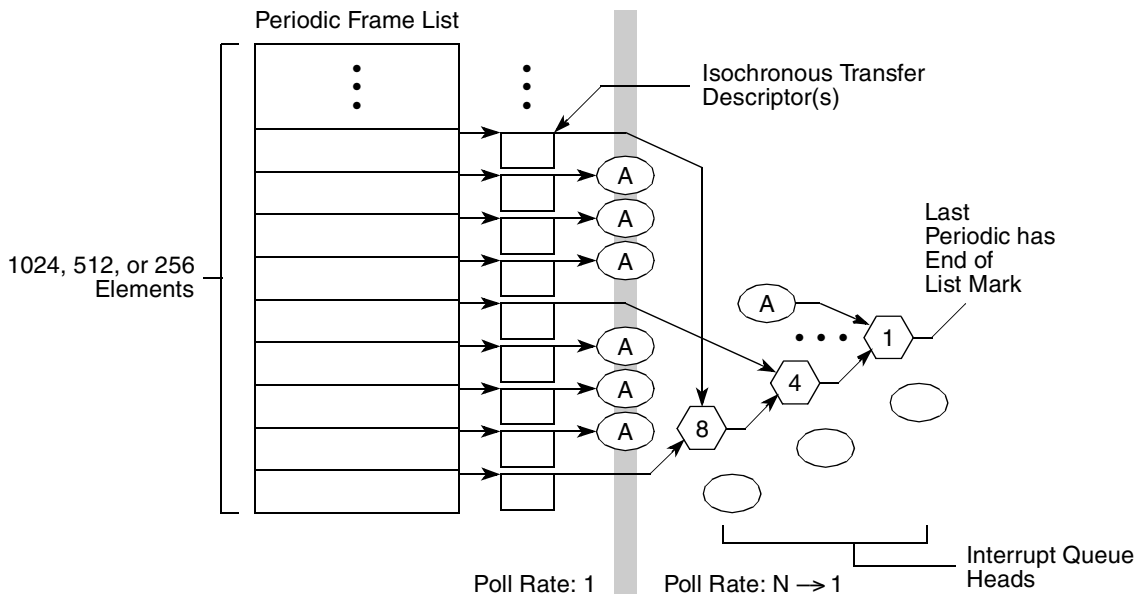 Periodic Frame List
Isochronous Transfer
Descriptor(s)
A
A
A
Last
Periodic has
End of
List Mark
1024, 512, or 256
Elements
A
1
A
4
A
A
8
Interrupt Queue
Heads
Poll Rate: 1
Poll Rate: N → 1